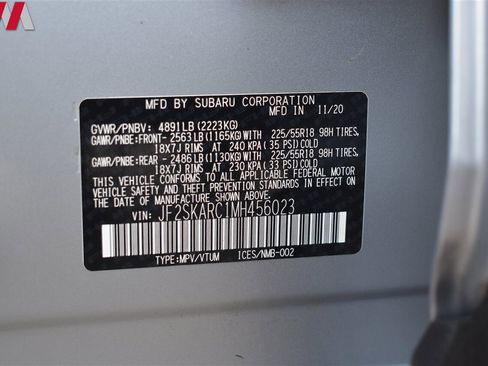 MFD BY SUBARU CORPORATION
MADE IN JAPAN 11/20
GVWR/PNBV: 4891LB(2223KG)
GAWR/PNBE:FRONT- 2563LB(1165KG)WITH 225/55R18 98H TIRES,
18X7J RIMS AT 240 KPA( 35 PSI)COLD
GAWR/PNBE:REAR - 2486LB(1130KG)WITH 225/55R18 98H TIRES,
18X7J RIMS AT 230 KPA( 33 PSI)COLD
THIS VEHICLE CONFORMS TO ALL APPLICABLE FEDERAL MOTOR
VEHICLE SAFETY AND THEFT PREVENTION STANDARDS IN EFFECT ON
THE DATE OF MANUFACTURE SHOWN ABOVE.
VIN: JF2SKARC1MH456023
TYPE:MPV/VTUM ICES/NMB-002